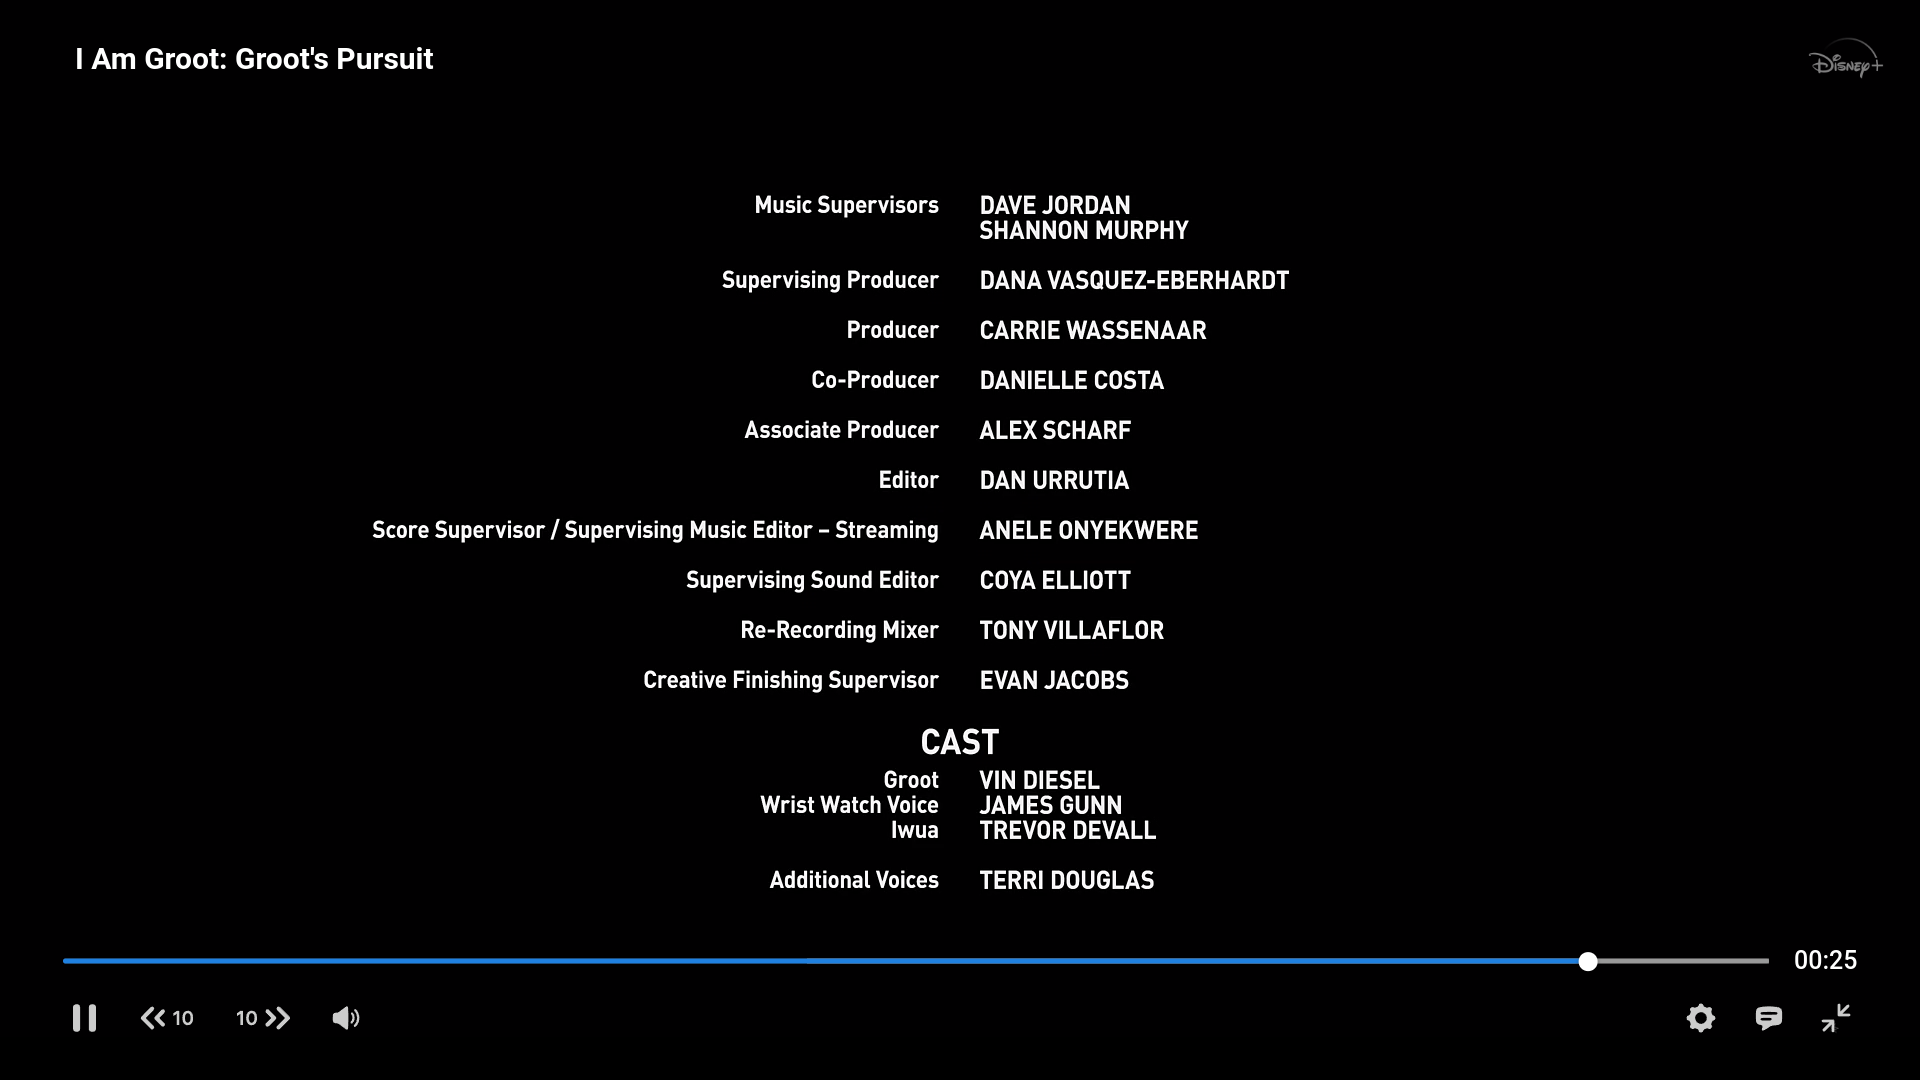 I Am Groot: Groot's Pursuit
Disney+
Music Supervisors DAVE JORDAN
SHANNON MURPHY
Supervising Producer DANA VASQUEZ-EBERHARDT
Producer CARRIE WASSENAAR
Co-Producer DANIELLE COSTA
Associate Producer ALEX SCHARF
Editor DAN URRUTIA
Score Supervisor / Supervising Music Editor – Streaming ANELE ONYEKWERE
Supervising Sound Editor COYA ELLIOTT
Re-Recording Mixer TONY VILLAFLOR
Creative Finishing Supervisor EVAN JACOBS
CAST
Groot VIN DIESEL
Wrist Watch Voice JAMES GUNN
Iwua TREVOR DEVALL
Additional Voices TERRI DOUGLAS
00:25
10 10